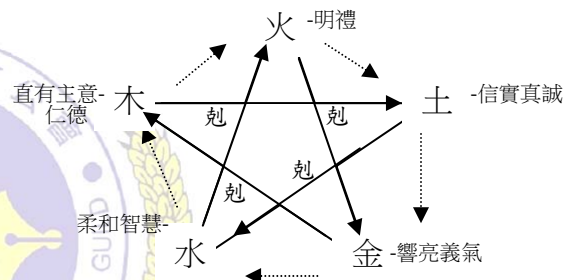 火 -明禮
直有主意- 木
仁德
土 -信實真誠
剋
剋
剋
剋
柔和智慧-
水
金 -響亮義氣